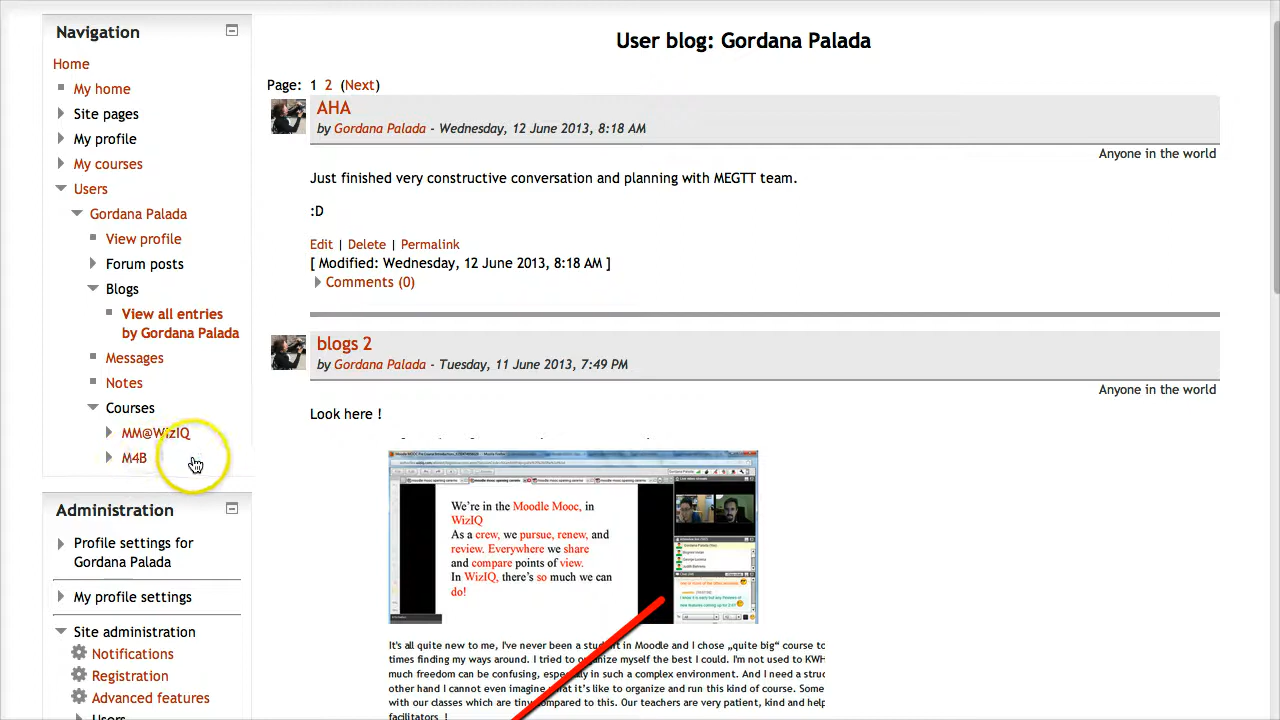 Navigation
Home
My home
Site pages
My profile
My courses
Users
Gordana Palada
View profile
Forum posts
Blogs
View all entries
by Gordana Palada
Messages
Notes
Courses
MM@WizIQ
M4B
Administration
Profile settings for
Gordana Palada
My profile settings
Site administration
Notifications
Registration
Advanced features
Users
User blog: Gordana Palada
Page: 1 2 (Next)
AHA
by Gordana Palada - Wednesday, 12 June 2013, 8:18 AM
Anyone in the world
Just finished very constructive conversation and planning with MEGTT team.
:D
Edit | Delete | Permalink
[ Modified: Wednesday, 12 June 2013, 8:18 AM ]
Comments (0)
blogs 2
by Gordana Palada - Tuesday, 11 June 2013, 7:49 PM
Anyone in the world
Look here !
We're in the Moodle Mooc, in
WizIQ
As a crew, we pursue, renew, and
review. Everywhere we share
and compare points of view.
In WizIQ, there's so much we can
do!
It's all quite new to me, I've never been a student in Moodle and I chose „quite big“ course to
times finding my ways around. I tried to organize myself the best I could. I'm not used to KWH
much freedom can be confusing, especially in such a complex environment. And I need a struc
other hand I cannot even imagine what it's like to organize and run this kind of course. Some
with our classes which are tiny compared to this. Our teachers are very patient, kind and help
facilitators !